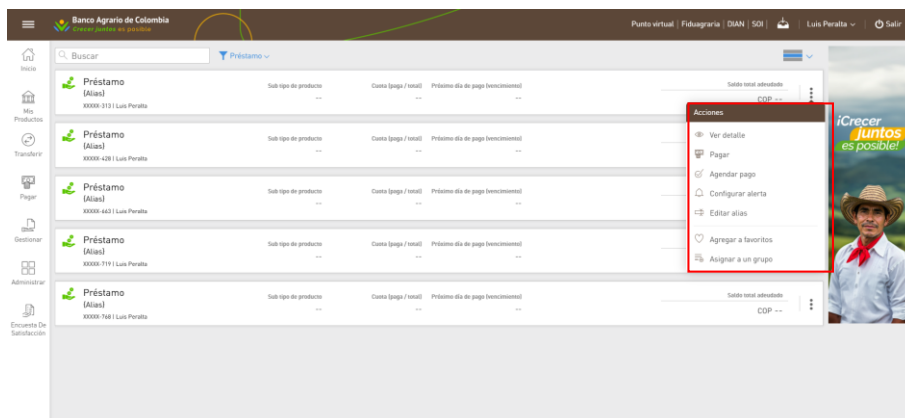 Banco Agrario de Colombia
Crecer juntos es posible
Punto virtual | Fiduagraria | DIAN | SOI | Luis Peralta Salir
Inicio
Mis Productos
Transferir
Pagar
Gestionar
Administrar
Encuesta De Satisfacción
Buscar
Préstamo
Préstamo
(Alias)
XXXXX-313 | Luis Peralta
Sub tipo de producto
--
Cuota (paga / total)
--
Próximo día de pago (vencimiento)
--
Saldo total adeudado
COP --
Préstamo
(Alias)
XXXXX-428 | Luis Peralta
Sub tipo de producto
--
Cuota (paga / total)
--
Próximo día de pago (vencimiento)
--
Préstamo
(Alias)
XXXXX-663 | Luis Peralta
Sub tipo de producto
--
Cuota (paga / total)
--
Próximo día de pago (vencimiento)
--
Préstamo
(Alias)
XXXXX-719 | Luis Peralta
Sub tipo de producto
--
Cuota (paga / total)
--
Próximo día de pago (vencimiento)
--
Préstamo
(Alias)
XXXXX-768 | Luis Peralta
Sub tipo de producto
--
Cuota (paga / total)
--
Próximo día de pago (vencimiento)
--
Saldo total adeudado
COP --
Acciones
Ver detalle
Pagar
Agendar pago
Configurar alerta
Editar alias
Agregar a favoritos
Asignar a un grupo
¡Crecer
juntos
es posible!